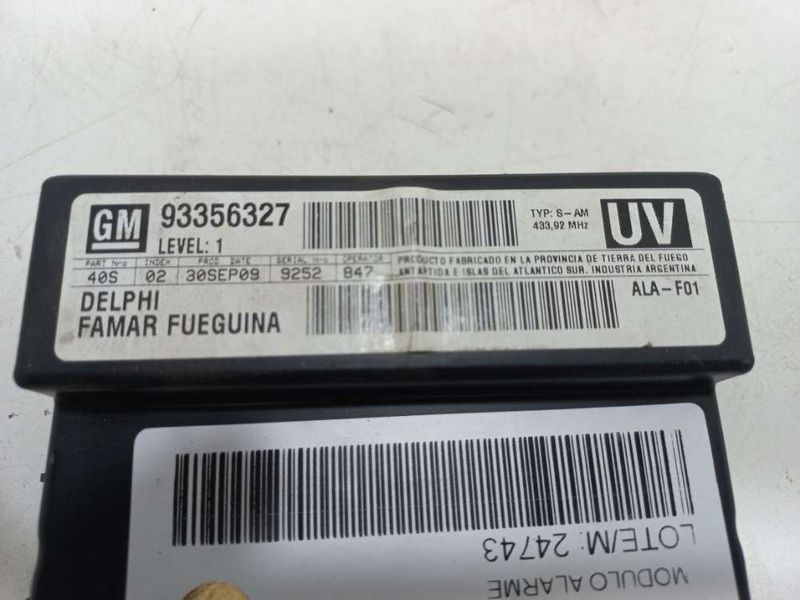 GM 93356327
LEVEL: 1
TYP: S-AM
433,92 MHz
UV
PART Nro INDEX PROD DATE SERIAL Nro OPERATOR
40S 02 30SEP09 9252 847
PRODUCTO FABRICADO EN LA PROVINCIA DE TIERRA DEL FUEGO
ANTARTIDA E ISLAS DEL ATLANTICO SUR. INDUSTRIA ARGENTINA
DELPHI
FAMAR FUEGUINA
ALA-F01
LOTE/M: 24743
MODULO ALARME